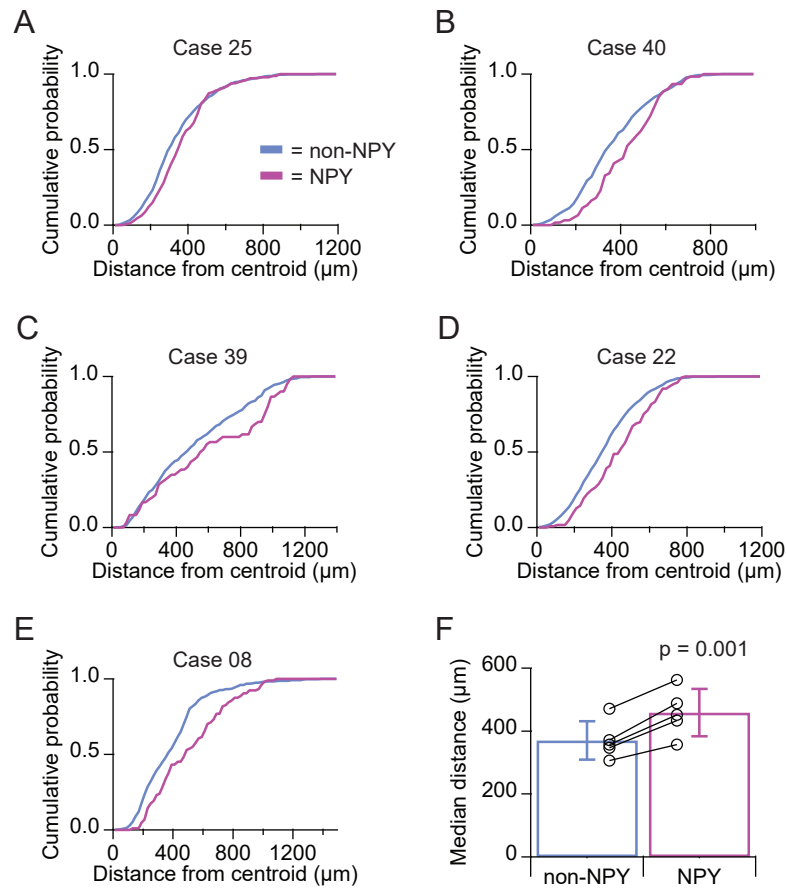 A
Case 25
Cumulative probability
1.0
0.5
0.0
0 400 800 1200
Distance from centroid (µm)
= non-NPY
= NPY
B
Case 40
Cumulative probability
1.0
0.5
0.0
0 400 800
Distance from centroid (µm)
C
Case 39
Cumulative probability
1.0
0.5
0.0
0 400 800 1200
Distance from centroid (µm)
D
Case 22
Cumulative probability
1.0
0.5
0.0
0 400 800 1200
Distance from centroid (µm)
E
Case 08
Cumulative probability
1.0
0.5
0.0
0 400 800 1200
Distance from centroid (µm)
F
p = 0.001
Median distance (µm)
600
400
200
0
non-NPY NPY